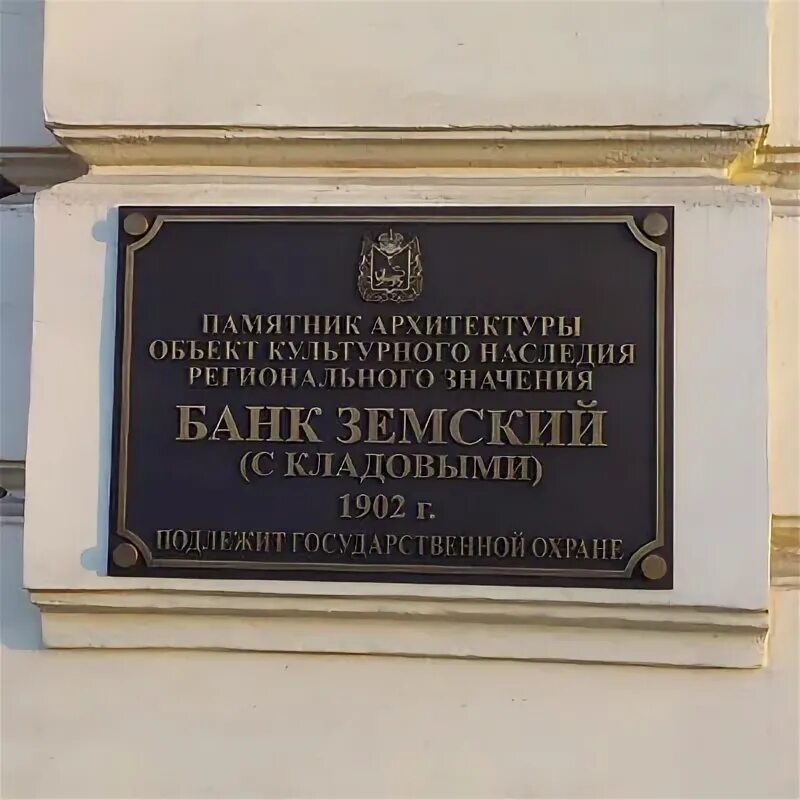 ПАМЯТНИК АРХИТЕКТУРЫ
ОБЪЕКТ КУЛЬТУРНОГО НАСЛЕДИЯ
РЕГИОНАЛЬНОГО ЗНАЧЕНИЯ
БАНК ЗЕМСКИЙ
(С КЛАДОВЫМИ)
1902 г.
ПОДЛЕЖИТ ГОСУДАРСТВЕННОЙ ОХРАНЕ